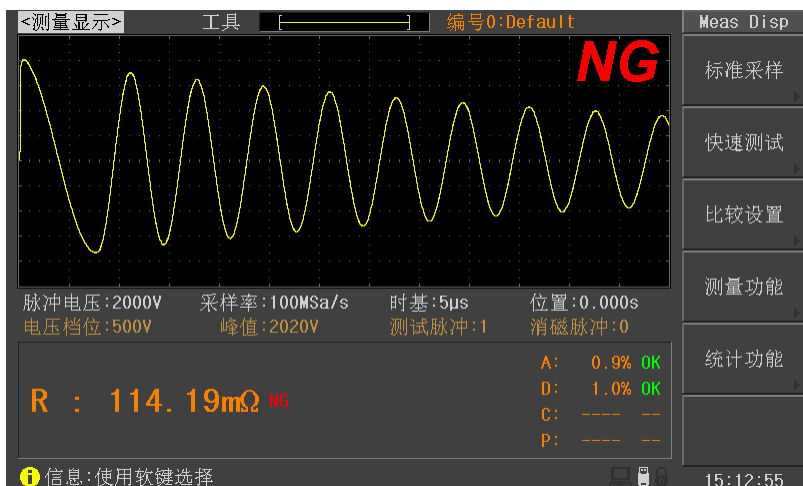 <测量显示> 工具 编号0:Default Meas Disp
NG
标准采样
快速测试
比较设置
测量功能
统计功能
脉冲电压:2000V 采样率:100MSa/s 时基:5μs 位置:0.000s
电压档位:500V 峰值:2020V 测试脉冲:1 消磁脉冲:0
R : 114.19mΩ NG
A: 0.9% OK
D: 1.0% OK
C: ---- --
P: ---- --
信息:使用软键选择 15:12:55